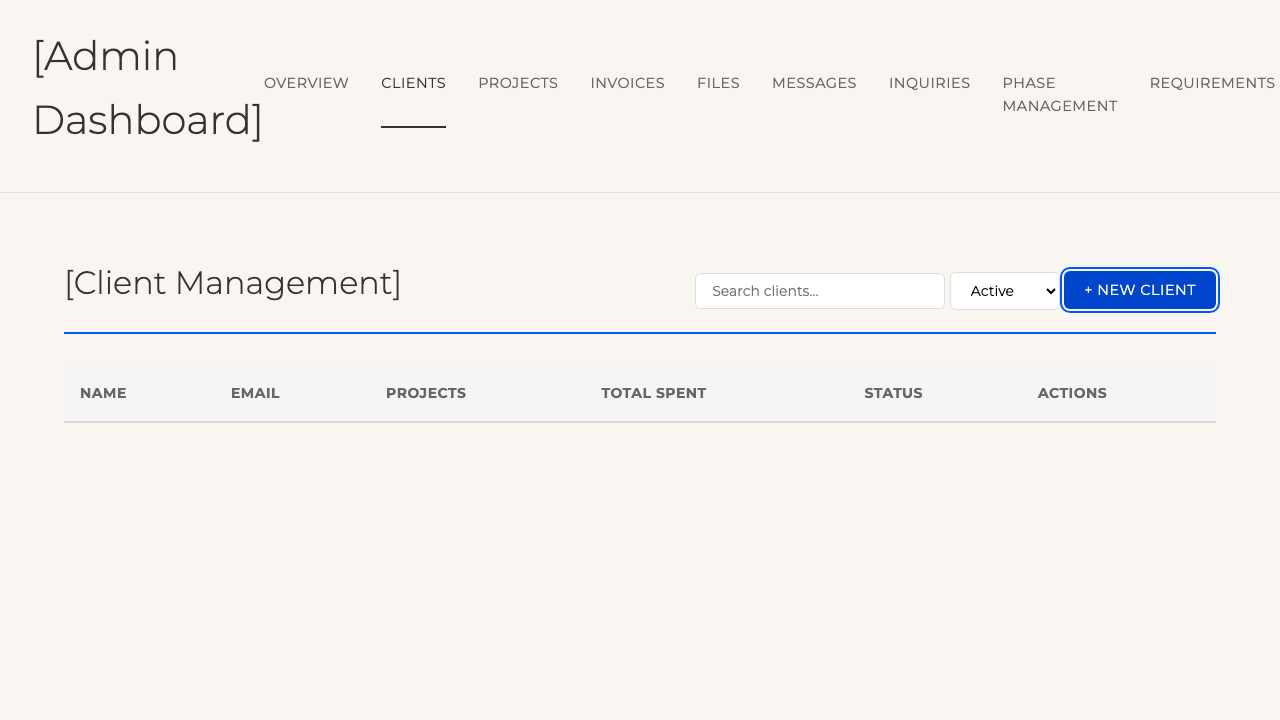 [Admin
Dashboard]
OVERVIEW CLIENTS PROJECTS INVOICES FILES MESSAGES INQUIRIES PHASE MANAGEMENT REQUIREMENTS
[Client Management]
Search clients...
Active
+ NEW CLIENT
NAME EMAIL PROJECTS TOTAL SPENT STATUS ACTIONS